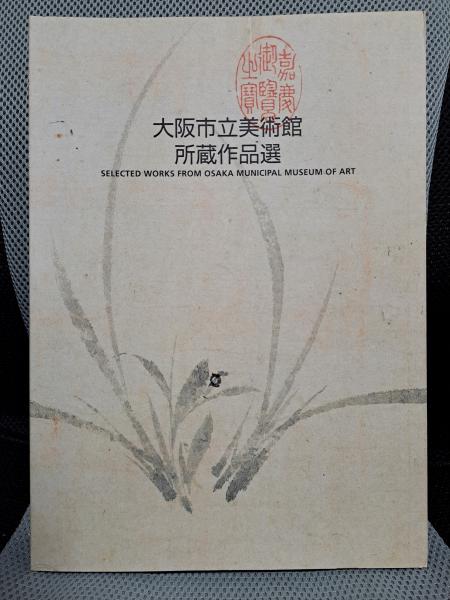 嘉慶
御覽
之寶
大阪市立美術館
所蔵作品選
SELECTED WORKS FROM OSAKA MUNICIPAL MUSEUM OF ART